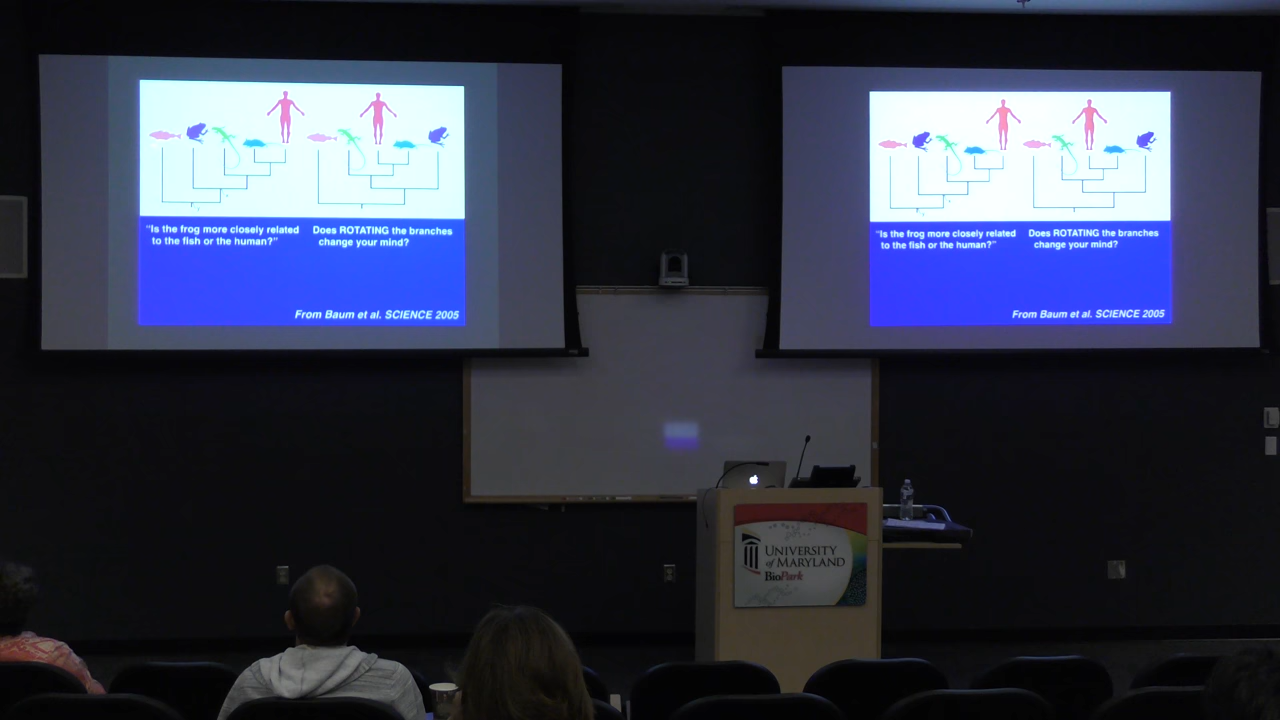 "Is the frog more closely related
to the fish or the human?"
Does ROTATING the branches
change your mind?
From Baum et al. SCIENCE 2005
"Is the frog more closely related
to the fish or the human?"
Does ROTATING the branches
change your mind?
From Baum et al. SCIENCE 2005
UNIVERSITY
of MARYLAND
BioPark